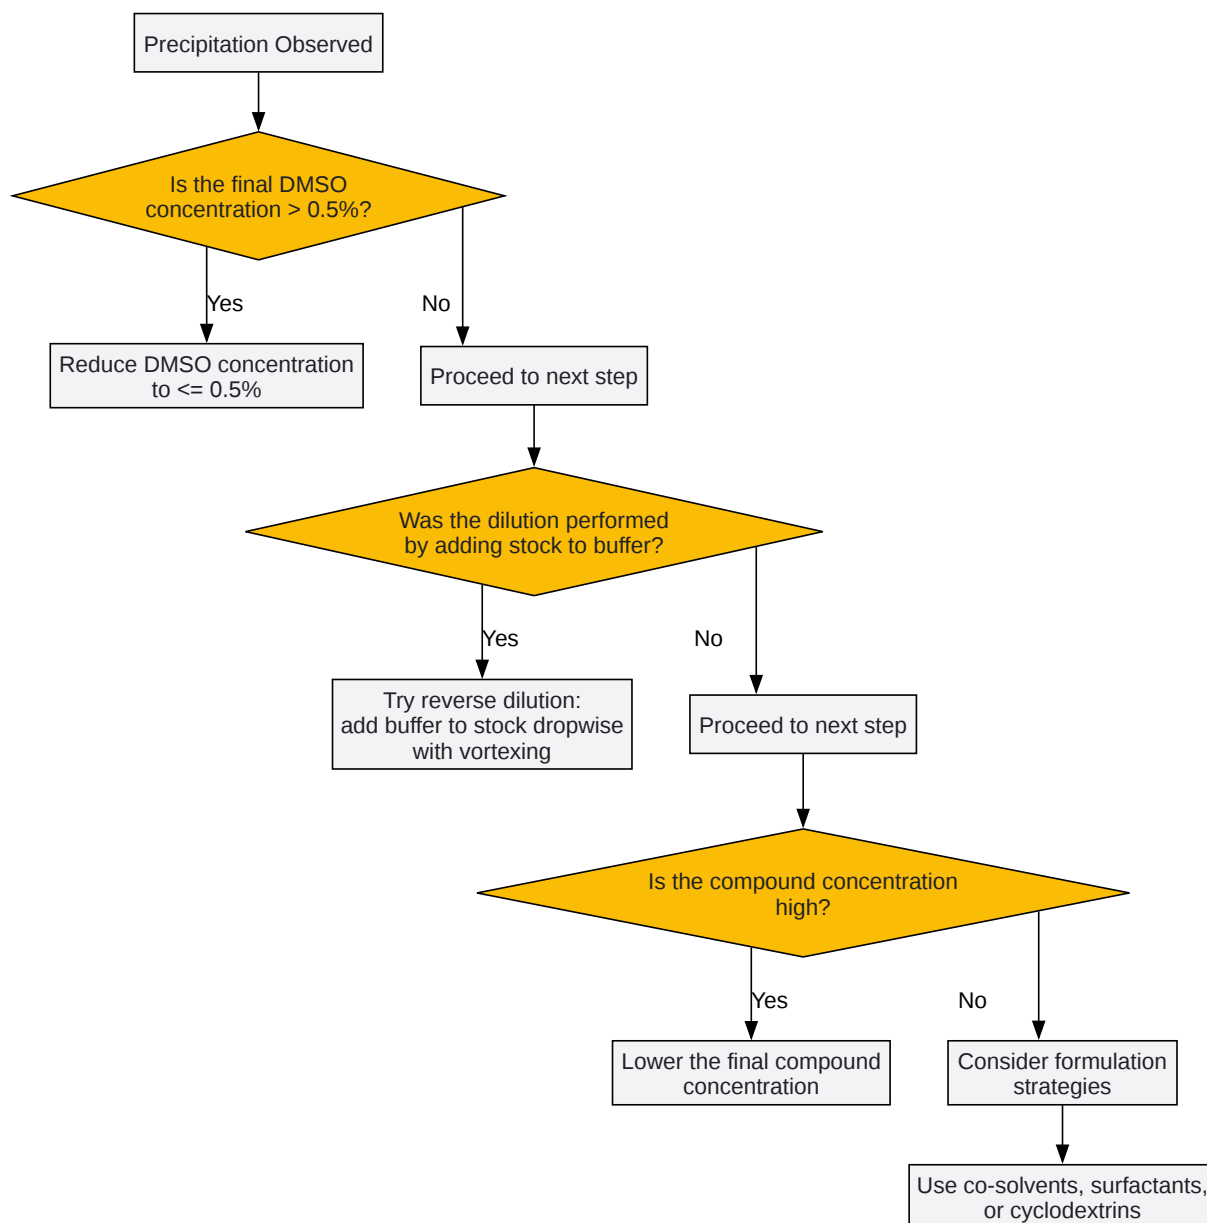 Precipitation Observed
Is the final DMSO
concentration > 0.5%?
Yes
No
Reduce DMSO concentration
to <= 0.5%
Proceed to next step
Was the dilution performed
by adding stock to buffer?
Yes
No
Try reverse dilution:
add buffer to stock dropwise
with vortexing
Proceed to next step
Is the compound concentration
high?
Yes
No
Lower the final compound
concentration
Consider formulation
strategies
Use co-solvents, surfactants,
or cyclodextrins